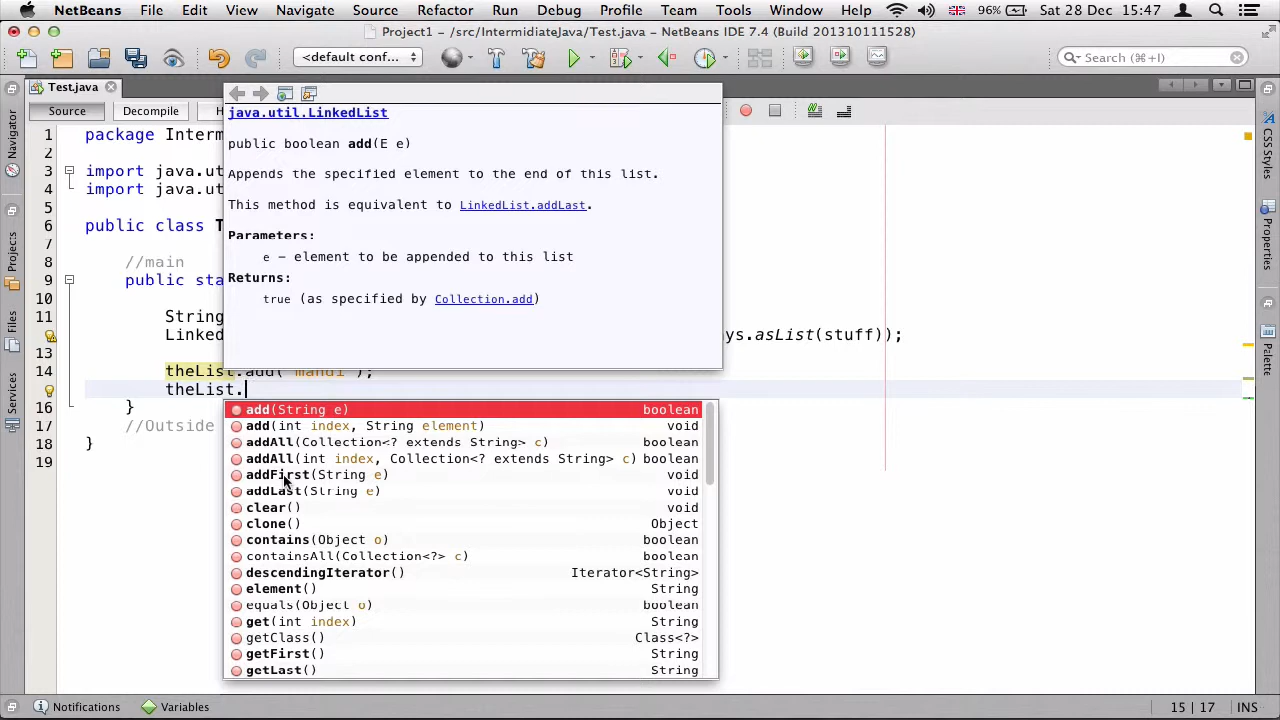 NetBeans File Edit View Navigate Source Refactor Run Debug Profile Team Tools Window Help 96% Sat 28 Dec 15:47
Project1 – /src/IntermidiateJava/Test.java – NetBeans IDE 7.4 (Build 201310111528)
<default conf... Search (⌘+I)
Test.java
Source Decompile H
java.util.LinkedList
public boolean add(E e)
Appends the specified element to the end of this list.
This method is equivalent to LinkedList.addLast.
Parameters:
e – element to be appended to this list
Returns:
true (as specified by Collection.add)
1 package Interm
2
3 import java.ut
4 import java.ut
5
6 public class T
7
8 //main
9 public sta
10
11 String
12 Linked ys.asList(stuff));
13
14 theList.add("mandi");
15 theList.
16 }
17 //Outside
18 }
19
add(String e) boolean
add(int index, String element) void
addAll(Collection<? extends String> c) boolean
addAll(int index, Collection<? extends String> c) boolean
addFirst(String e) void
addLast(String e) void
clear() void
clone() Object
contains(Object o) boolean
containsAll(Collection<?> c) boolean
descendingIterator() Iterator<String>
element() String
equals(Object o) boolean
get(int index) String
getClass() Class<?>
getFirst() String
getLast() String
Navigator
Projects
Files
Services
CSS Styles
Palette
Notifications Variables 15 | 17 INS